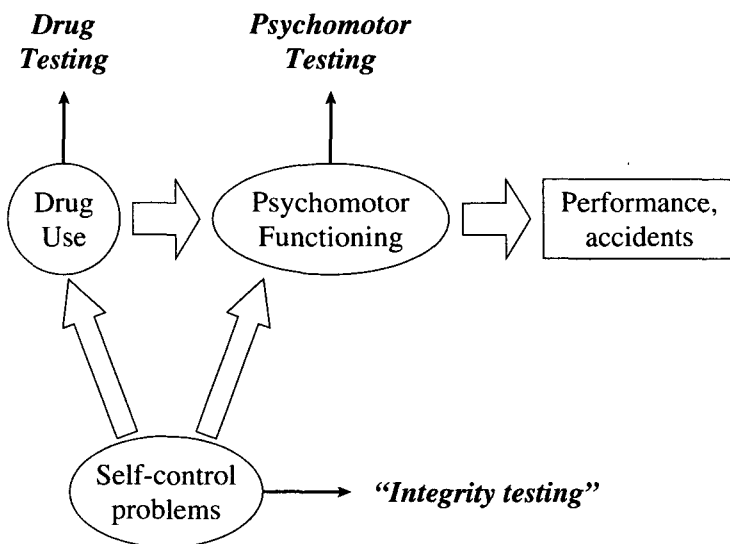 Drug
Testing
Psychomotor
Testing
Drug
Use
Psychomotor
Functioning
Performance,
accidents
Self-control
problems
“Integrity testing”